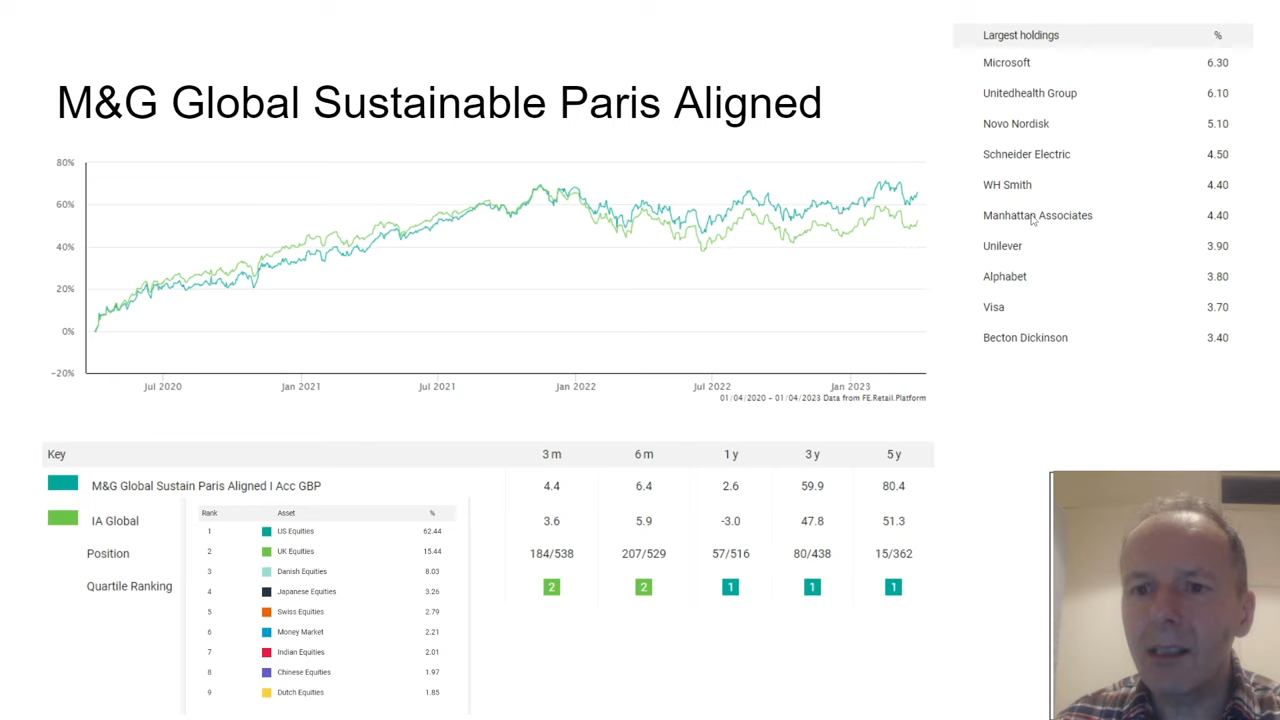 M&G Global Sustainable Paris Aligned
80%
60%
40%
20%
0%
-20%
Jul 2020 Jan 2021 Jul 2021 Jan 2022 Jul 2022 Jan 2023
01/04/2020 - 01/04/2023 Data from FE.Retail.Platform
Largest holdings %
Microsoft 6.30
Unitedhealth Group 6.10
Novo Nordisk 5.10
Schneider Electric 4.50
WH Smith 4.40
Manhattan Associates 4.40
Unilever 3.90
Alphabet 3.80
Visa 3.70
Becton Dickinson 3.40
Key 3 m 6 m 1 y 3 y 5 y
M&G Global Sustain Paris Aligned I Acc GBP 4.4 6.4 2.6 59.9 80.4
IA Global 3.6 5.9 -3.0 47.8 51.3
Position 184/538 207/529 57/516 80/438 15/362
Quartile Ranking 2 2 1 1 1
Rank Asset %
1 US Equities 62.44
2 UK Equities 15.44
3 Danish Equities 8.03
4 Japanese Equities 3.26
5 Swiss Equities 2.79
6 Money Market 2.21
7 Indian Equities 2.01
8 Chinese Equities 1.97
9 Dutch Equities 1.85